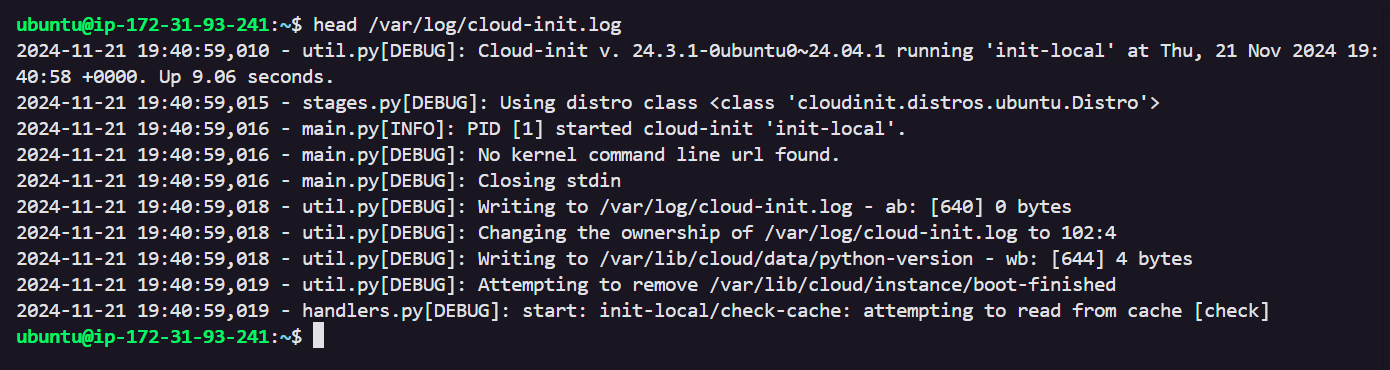 ubuntu@ip-172-31-93-241:~$ head /var/log/cloud-init.log
2024-11-21 19:40:59,010 - util.py[DEBUG]: Cloud-init v. 24.3.1-0ubuntu0~24.04.1 running 'init-local' at Thu, 21 Nov 2024 19:
40:58 +0000. Up 9.06 seconds.
2024-11-21 19:40:59,015 - stages.py[DEBUG]: Using distro class <class 'cloudinit.distros.ubuntu.Distro'>
2024-11-21 19:40:59,016 - main.py[INFO]: PID [1] started cloud-init 'init-local'.
2024-11-21 19:40:59,016 - main.py[DEBUG]: No kernel command line url found.
2024-11-21 19:40:59,016 - main.py[DEBUG]: Closing stdin
2024-11-21 19:40:59,018 - util.py[DEBUG]: Writing to /var/log/cloud-init.log - ab: [640] 0 bytes
2024-11-21 19:40:59,018 - util.py[DEBUG]: Changing the ownership of /var/log/cloud-init.log to 102:4
2024-11-21 19:40:59,018 - util.py[DEBUG]: Writing to /var/lib/cloud/data/python-version - wb: [644] 4 bytes
2024-11-21 19:40:59,019 - util.py[DEBUG]: Attempting to remove /var/lib/cloud/instance/boot-finished
2024-11-21 19:40:59,019 - handlers.py[DEBUG]: start: init-local/check-cache: attempting to read from cache [check]
ubuntu@ip-172-31-93-241:~$